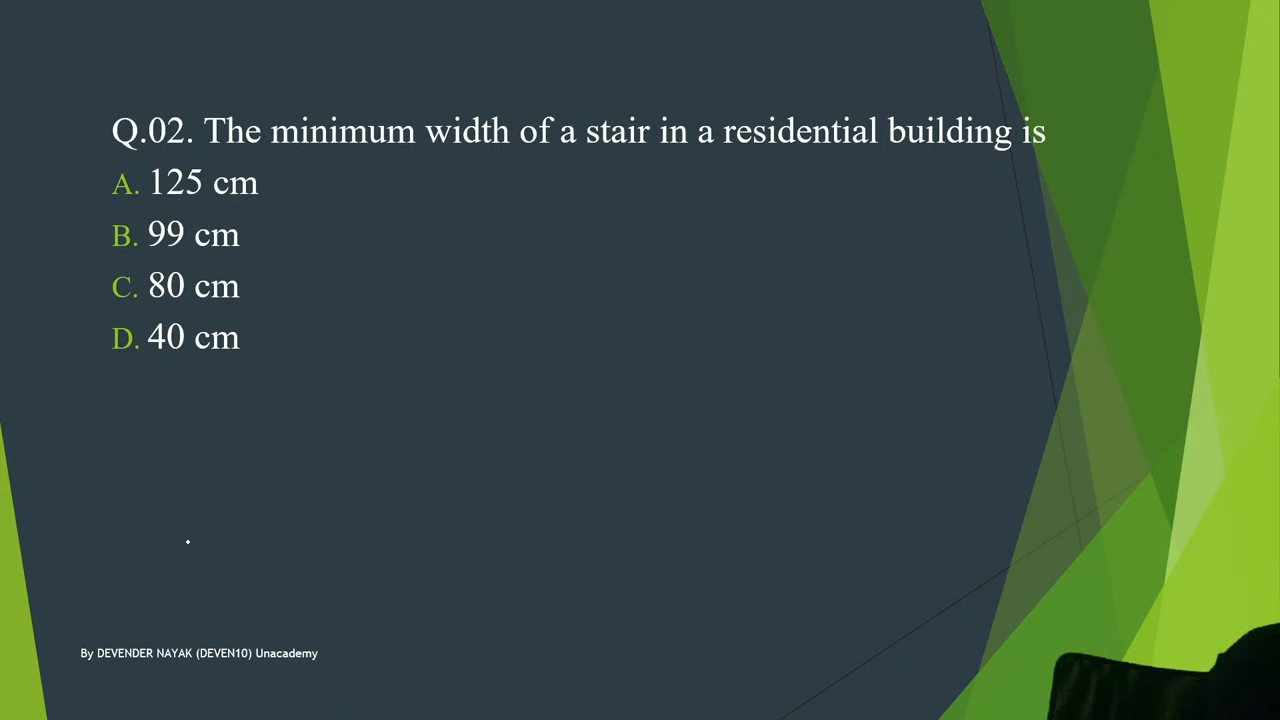 Q.02. The minimum width of a stair in a residential building is
A. 125 cm
B. 99 cm
C. 80 cm
D. 40 cm
By DEVENDER NAYAK (DEVEN10) Unacademy